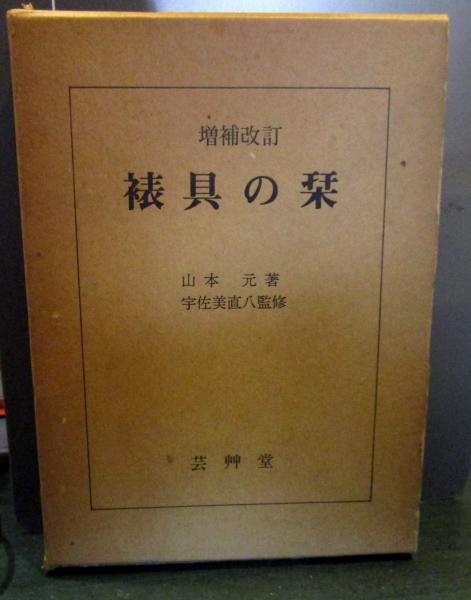 増補改訂
裱具の栞
山本 元著
宇佐美直八監修
芸艸堂